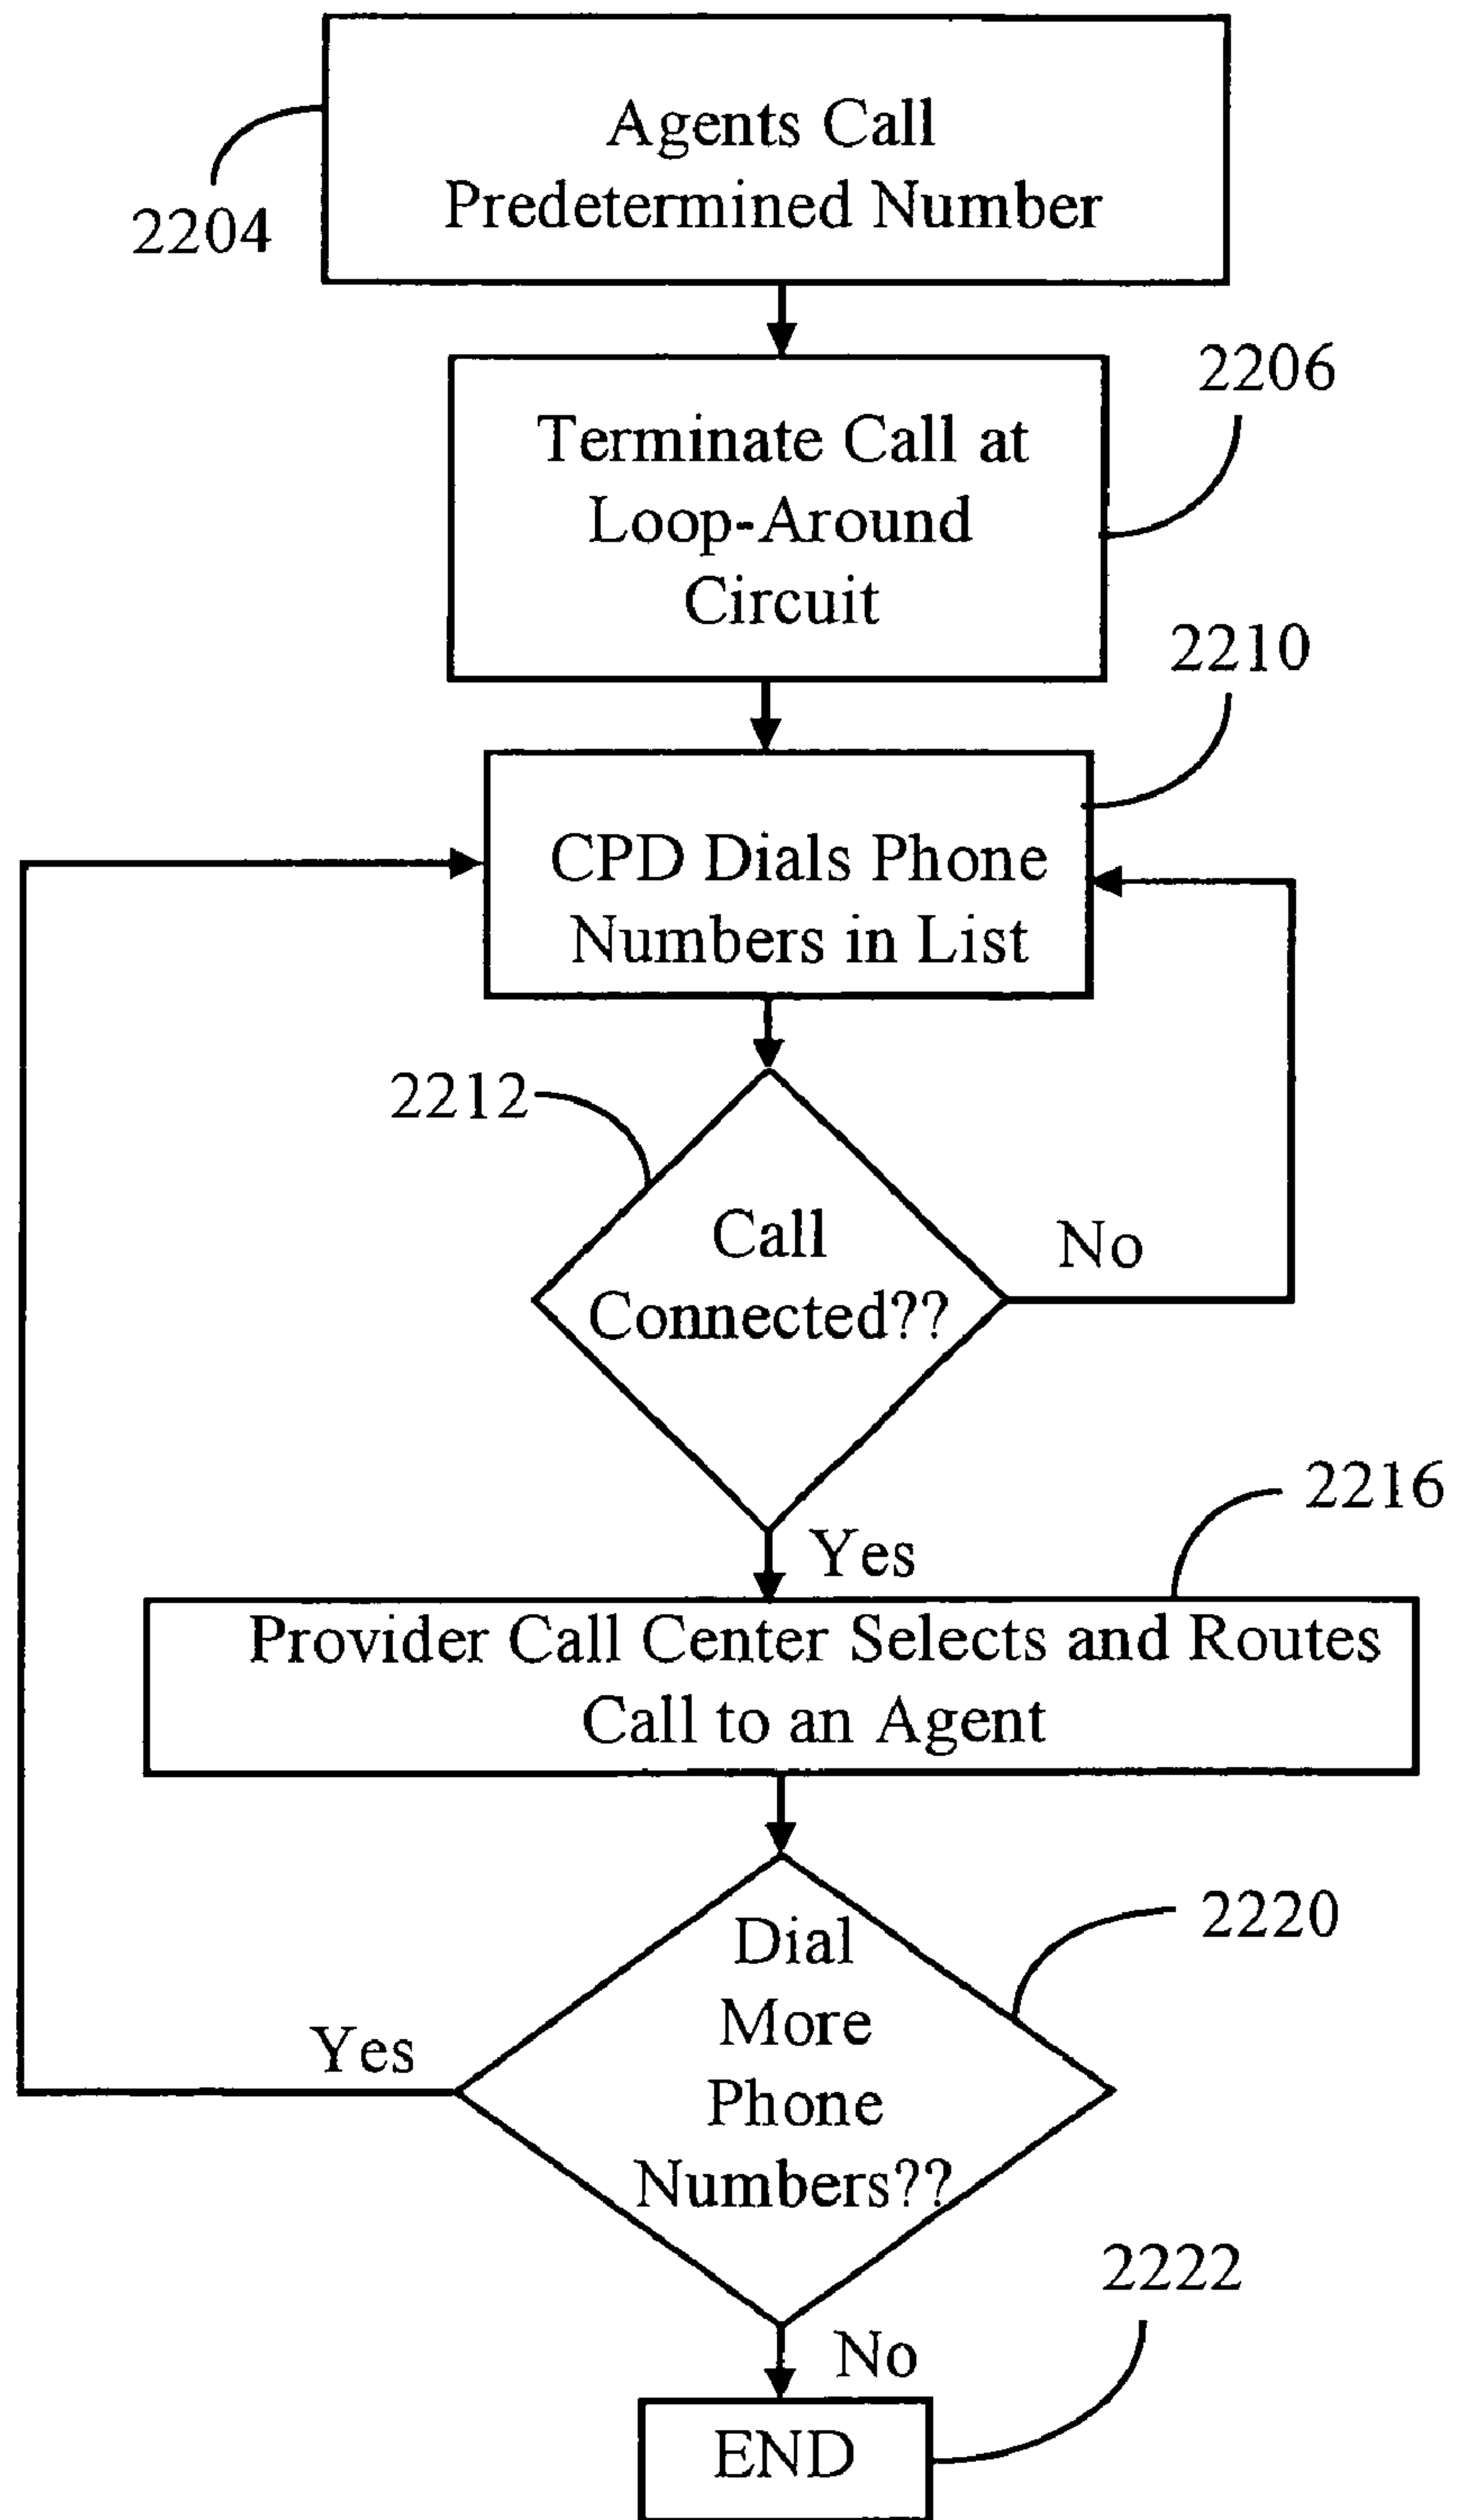 Agents Call
Predetermined Number
2204
2206
Terminate Call at
Loop-Around
Circuit
2210
CPD Dials Phone
Numbers in List
2212
Call
Connected??
No
2216
Yes
Provider Call Center Selects and Routes
Call to an Agent
2220
Dial
More
Phone
Numbers??
Yes
2222
No
END